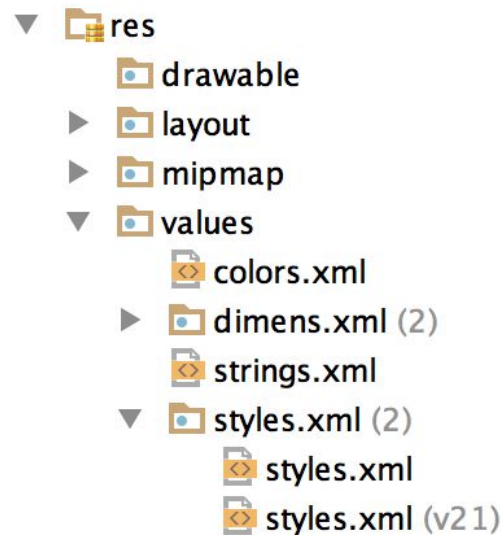 res
drawable
layout
mipmap
values
colors.xml
dimens.xml (2)
strings.xml
styles.xml (2)
styles.xml
styles.xml (v21)